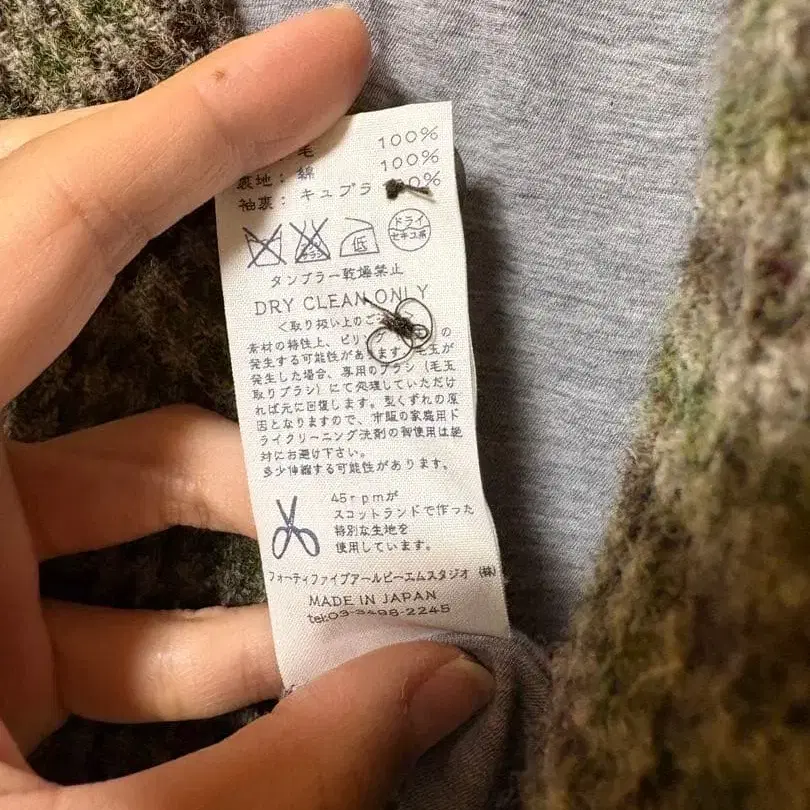 毛 100%
裏地: 綿 100%
袖裏: キュプラ
低
ドライ
セキユ系
タンブラー乾燥禁止
DRY CLEAN ONLY
<取り扱い上のご
素材の特性上、ピリ の
発生する可能性があります。毛玉が
発生した場合、専用のブラシ(毛玉
取りブラシ)にて処理していただけ
れば元に回復します。型くずれの原
因となりますので、市販の家庭用ド
ライクリーニング洗剤の御使用は絶
対にお避け下さい。
多少伸縮する可能性があります。
45rpmが
スコットランドで作った
特別な生地を
使用しています。
フォーティファイブアールピーエムスタジオ(株)
MADE IN JAPAN
tel:03-3498-2245